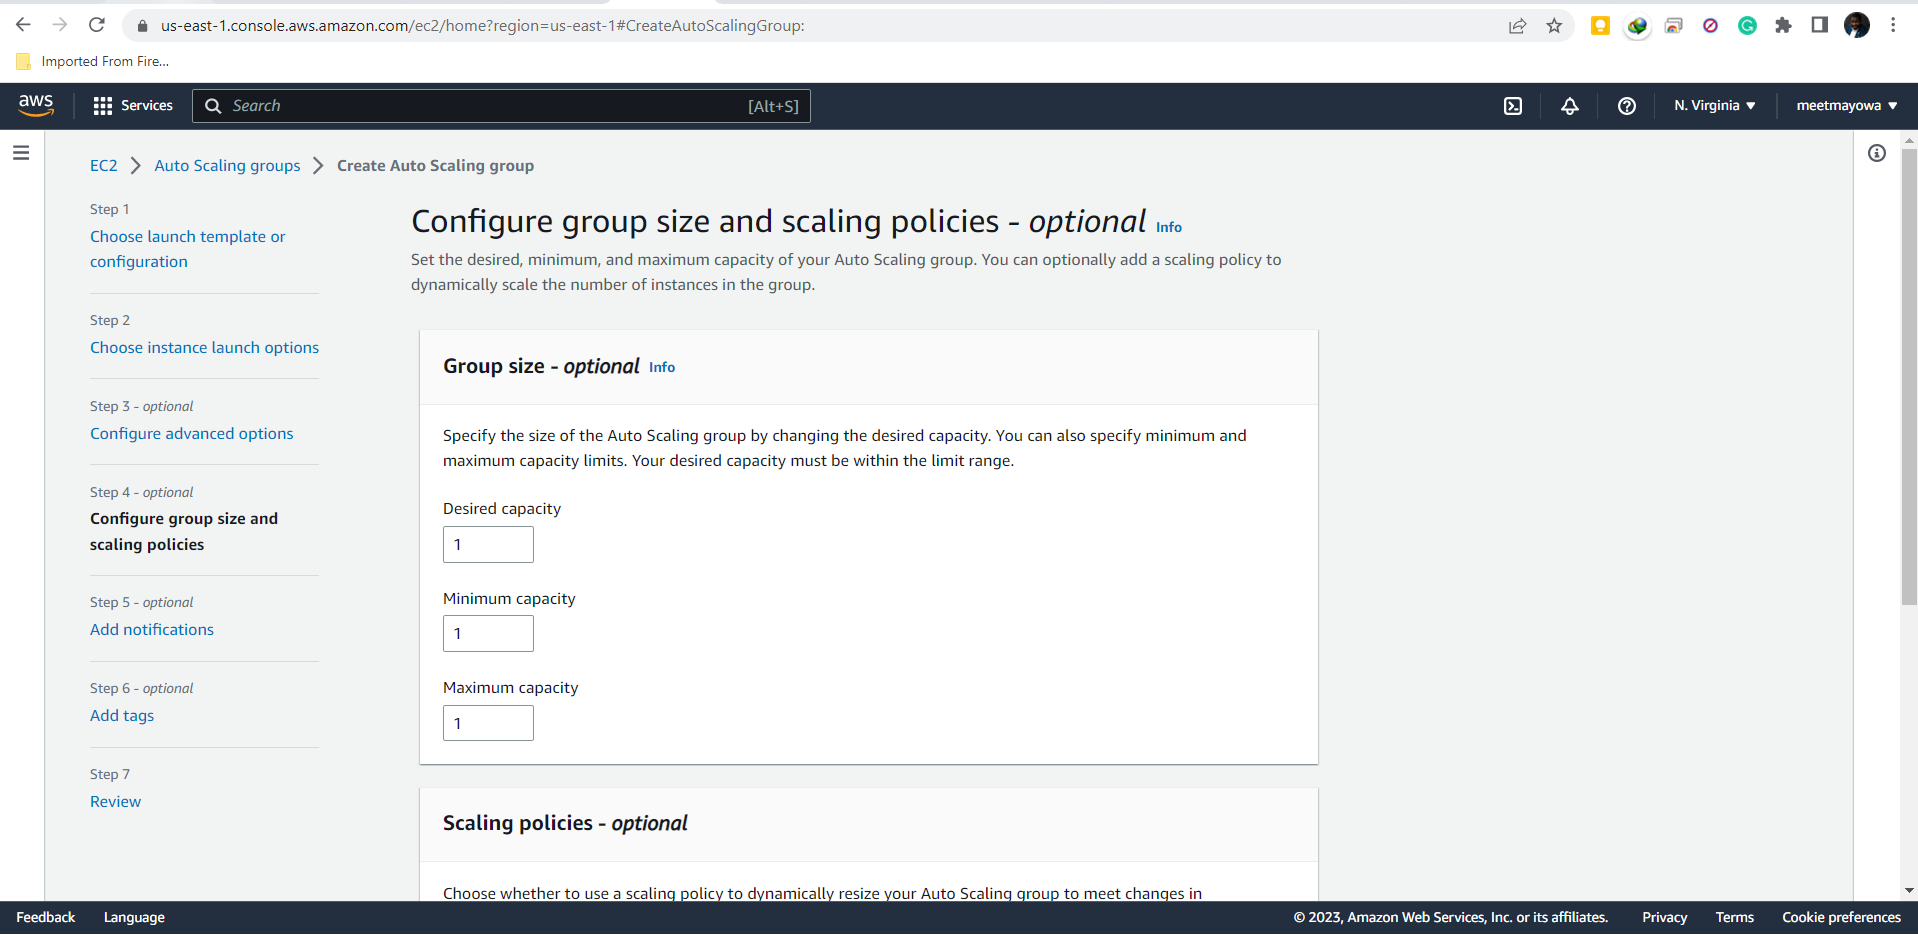 us-east-1.console.aws.amazon.com/ec2/home?region=us-east-1#CreateAutoScalingGroup:
Imported From Fire...
aws
Services
Search
[Alt+S]
N. Virginia
meetmayowa
EC2
Auto Scaling groups
Create Auto Scaling group
Step 1
Choose launch template or
configuration
Step 2
Choose instance launch options
Step 3 - optional
Configure advanced options
Step 4 - optional
Configure group size and
scaling policies
Step 5 - optional
Add notifications
Step 6 - optional
Add tags
Step 7
Review
Configure group size and scaling policies - optional Info
Set the desired, minimum, and maximum capacity of your Auto Scaling group. You can optionally add a scaling policy to
dynamically scale the number of instances in the group.
Group size - optional Info
Specify the size of the Auto Scaling group by changing the desired capacity. You can also specify minimum and
maximum capacity limits. Your desired capacity must be within the limit range.
Desired capacity
1
Minimum capacity
1
Maximum capacity
1
Scaling policies - optional
Choose whether to use a scaling policy to dynamically resize your Auto Scaling group to meet changes in
Feedback
Language
© 2023, Amazon Web Services, Inc. or its affiliates.
Privacy
Terms
Cookie preferences